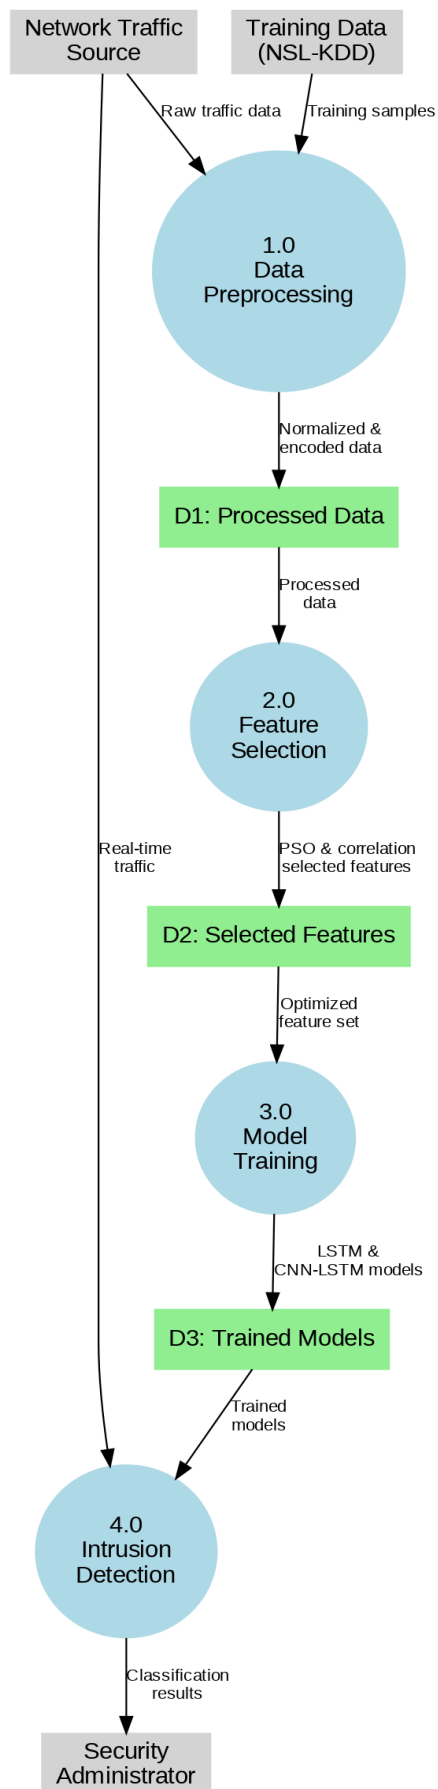 Network Traffic
Source
Training Data
(NSL-KDD)
Raw traffic data
Training samples
1.0
Data
Preprocessing
Normalized &
encoded data
D1: Processed Data
Processed
data
2.0
Feature
Selection
Real-time
traffic
PSO & correlation
selected features
D2: Selected Features
Optimized
feature set
3.0
Model
Training
LSTM &
CNN-LSTM models
D3: Trained Models
Trained
models
4.0
Intrusion
Detection
Classification
results
Security
Administrator